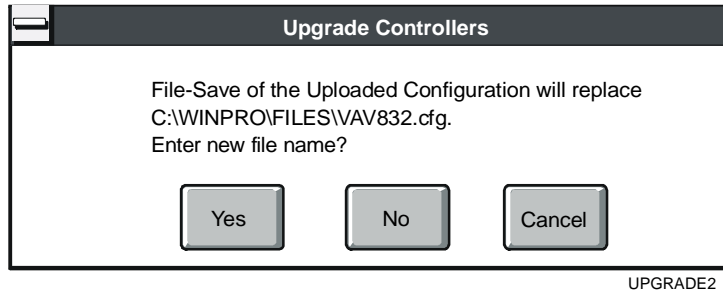 Upgrade Controllers
File-Save of the Uploaded Configuration will replace
C:\WINPRO\FILES\VAV832.cfg.
Enter new file name?
Yes No Cancel
UPGRADE2